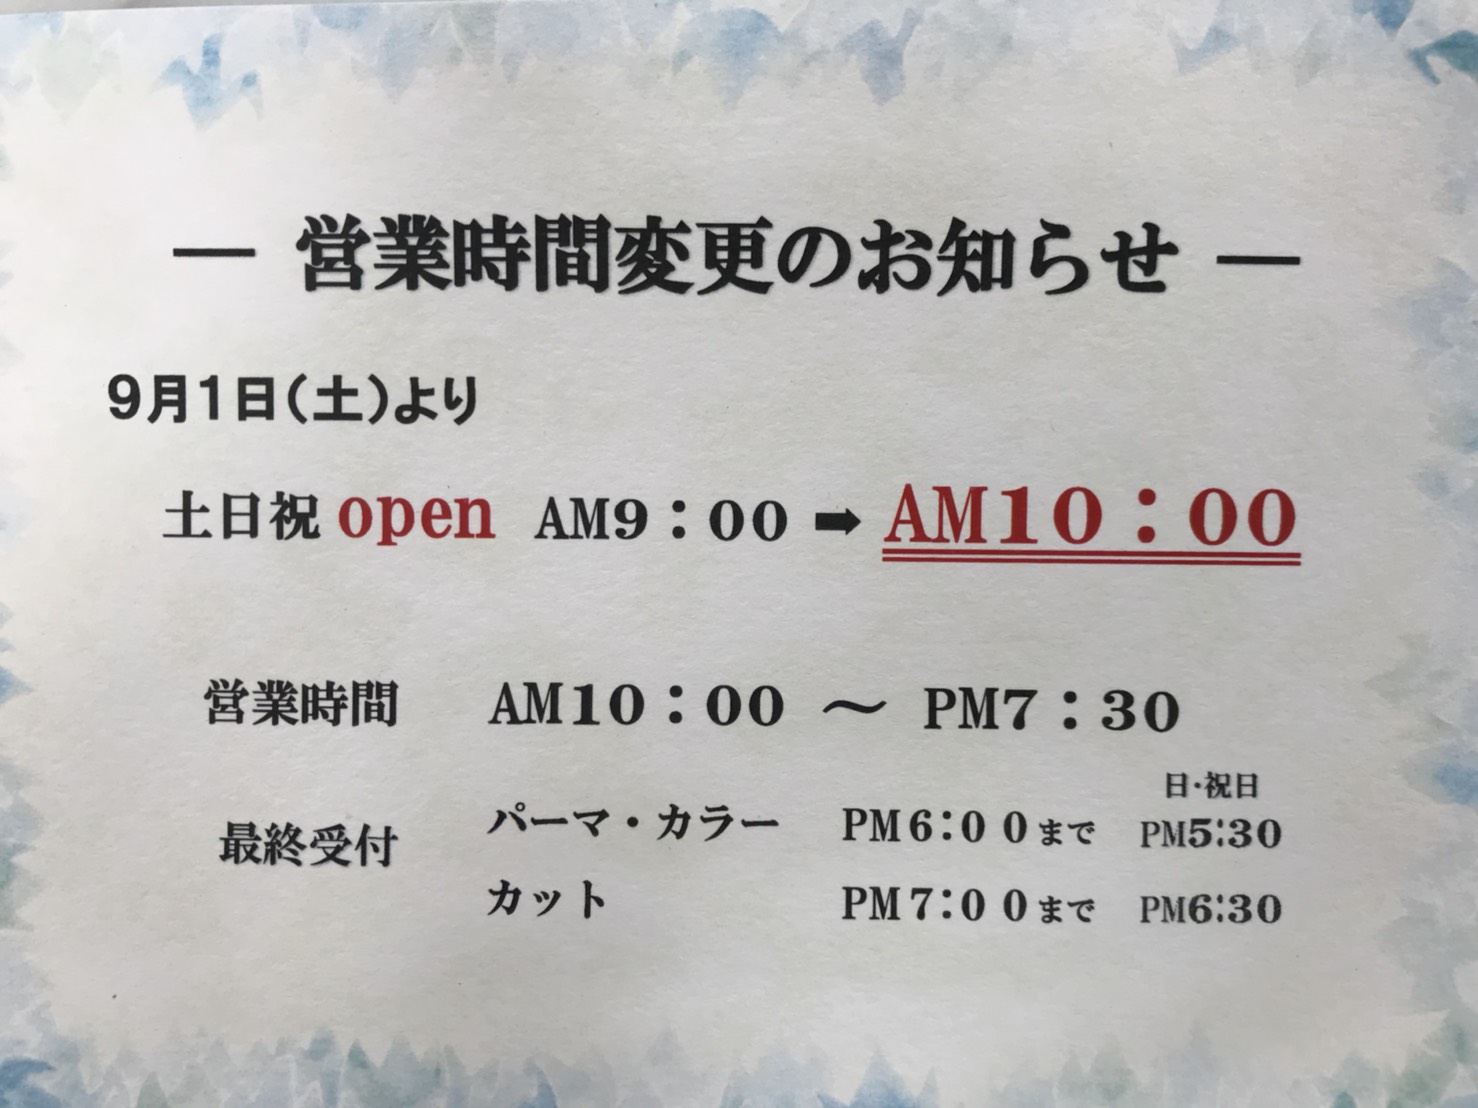 ― 営業時間変更のお知らせ ―
9月1日(土)より
土日祝 open AM9：00 ➡ AM10：00
営業時間 AM10：00 ～ PM7：30
日・祝日
最終受付 パーマ・カラー PM6:00まで PM5:30
カット PM7:00まで PM6:30